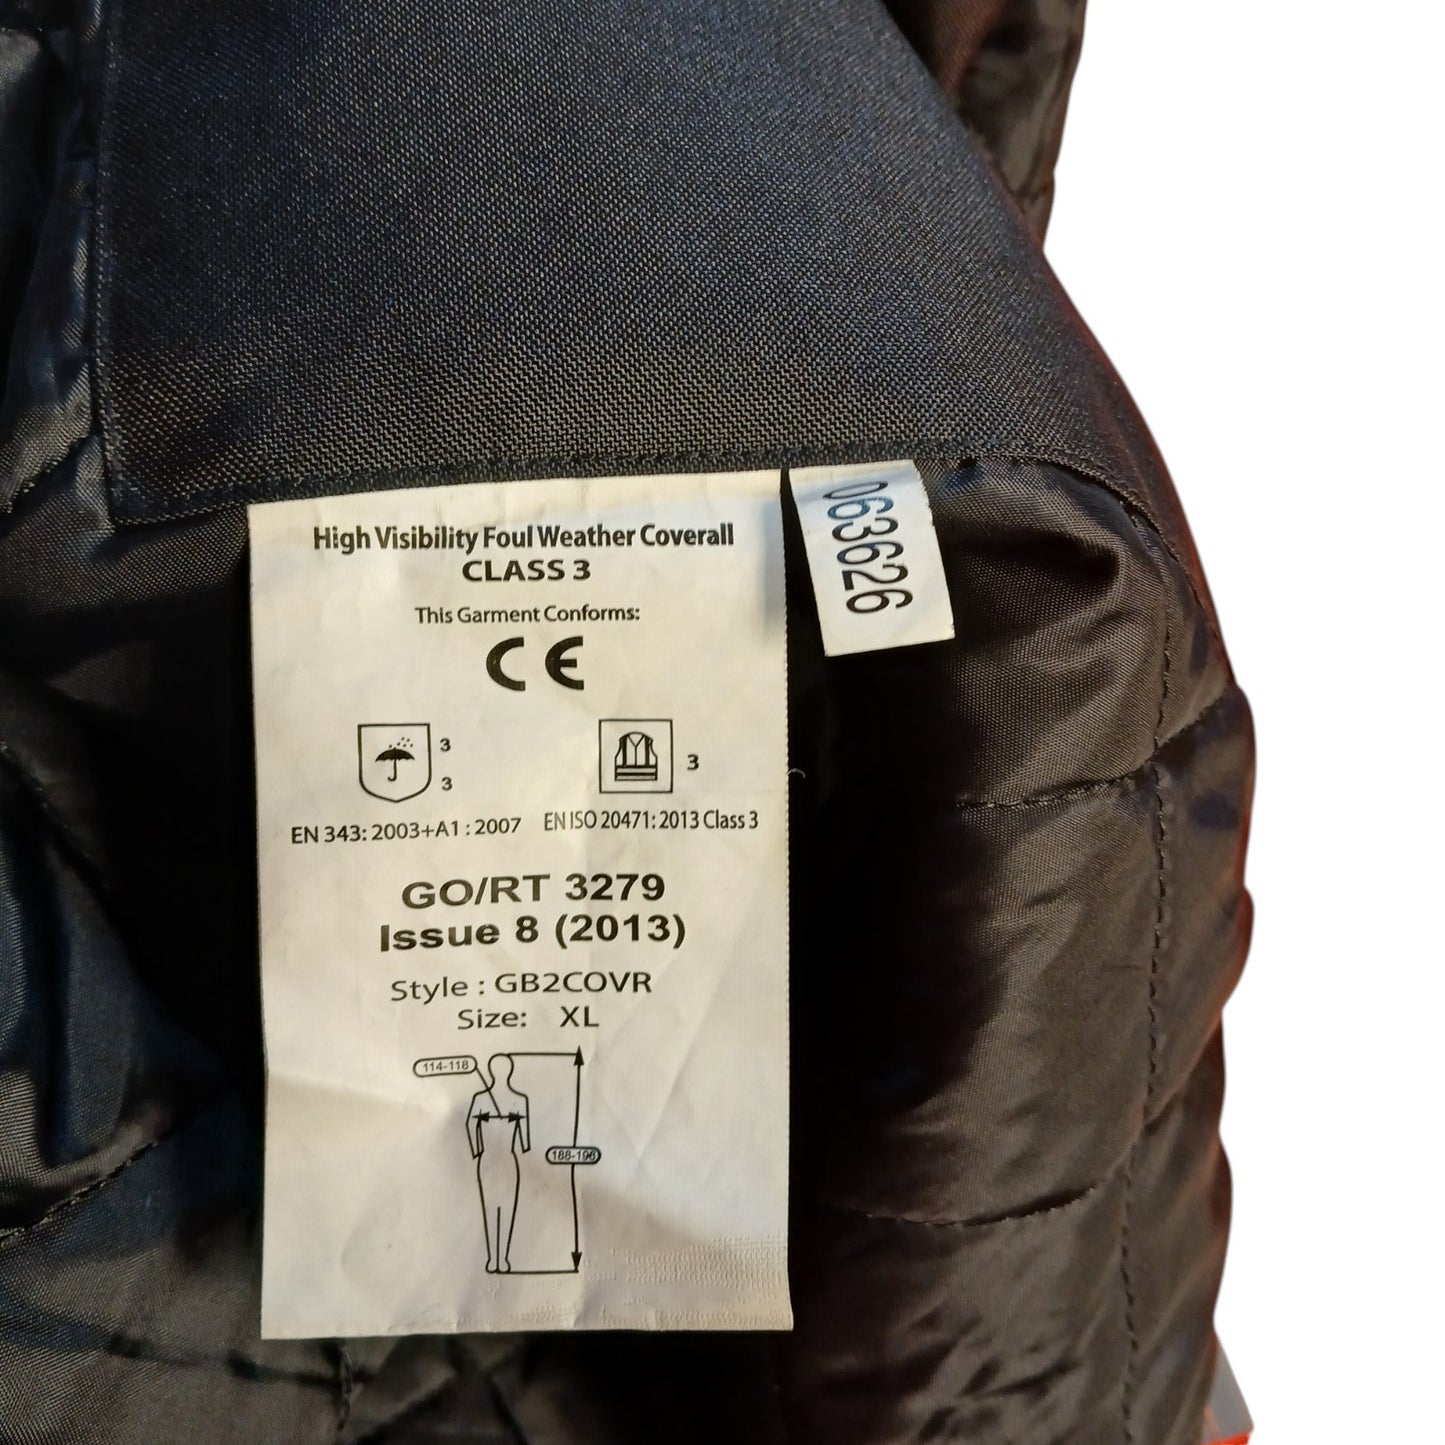 High Visibility Foul Weather Coverall
CLASS 3
This Garment Conforms:
CE
3
3
3
EN 343: 2003+A1 : 2007
EN ISO 20471: 2013 Class 3
GO/RT 3279
Issue 8 (2013)
Style : GB2COVR
Size: XL
114-118
188-196
063626